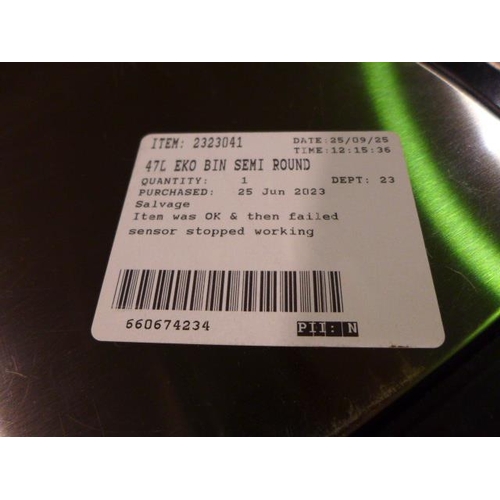 ITEM: 2323041 DATE:25/09/25
TIME:12:15:36
47L EKO BIN SEMI ROUND
QUANTITY: 1 DEPT: 23
PURCHASED: 25 Jun 2023
Salvage
Item was OK & then failed
sensor stopped working
660674234 PII: N